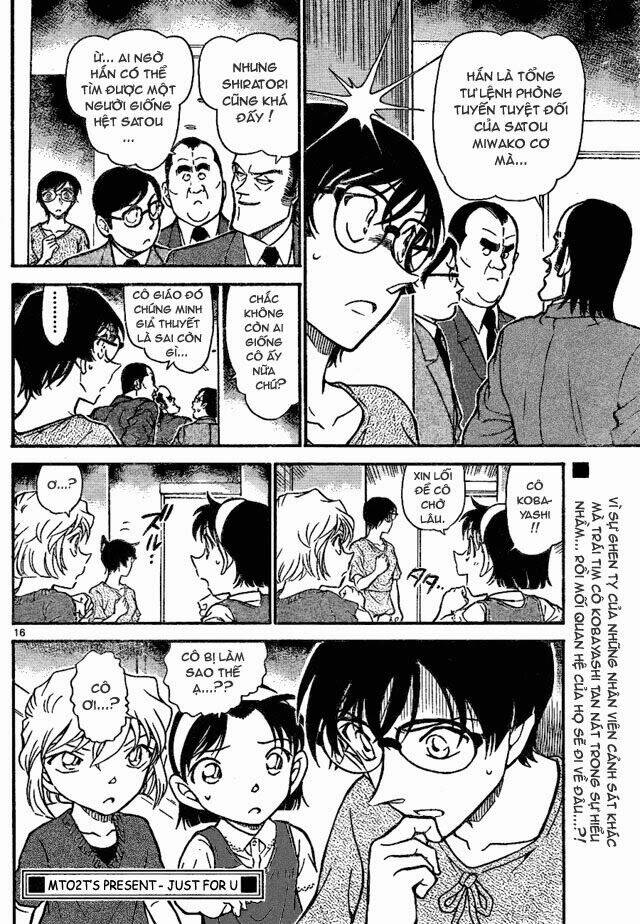 HẮN LÀ TỔNG
TƯ LỆNH PHÒNG
TUYẾN TUYỆT ĐỐI
CỦA SATOU
MIWAKO CƠ
MÀ...
NHƯNG
SHIRATORI
CŨNG KHÁ
ĐẤY!
Ừ... AI NGỜ
HẮN CÓ THỂ
TÌM ĐƯỢC MỘT
NGƯỜI GIỐNG
HỆT SATOU
...
CHẮC
KHÔNG
CÒN AI
GIỐNG
CÔ ẤY
NỮA
CHỨ?
CÔ GIÁO ĐÓ
CHỨNG MINH
GIẢ THUYẾT
LÀ SAI CÒN
GÌ...
.........
CÔ
KOBA-
YASHI
!!
XIN LỖI
ĐỂ CÔ
CHỜ
LÂU.
Ơ...?
VÌ SỰ GHEN TỴ CỦA NHỮNG NHÂN VIÊN CẢNH SÁT KHÁC
MÀ TRÁI TIM CÔ KOBAYASHI TAN NÁT TRONG SỰ HIỂU
NHẦM... RỒI MỐI QUAN HỆ CỦA HỌ SẼ ĐI VỀ ĐÂU....?!
16
CÔ BỊ LÀM
SAO THẾ
Ạ...??
CÔ
ƠI...?
MTO2T'S PRESENT - JUST FOR U